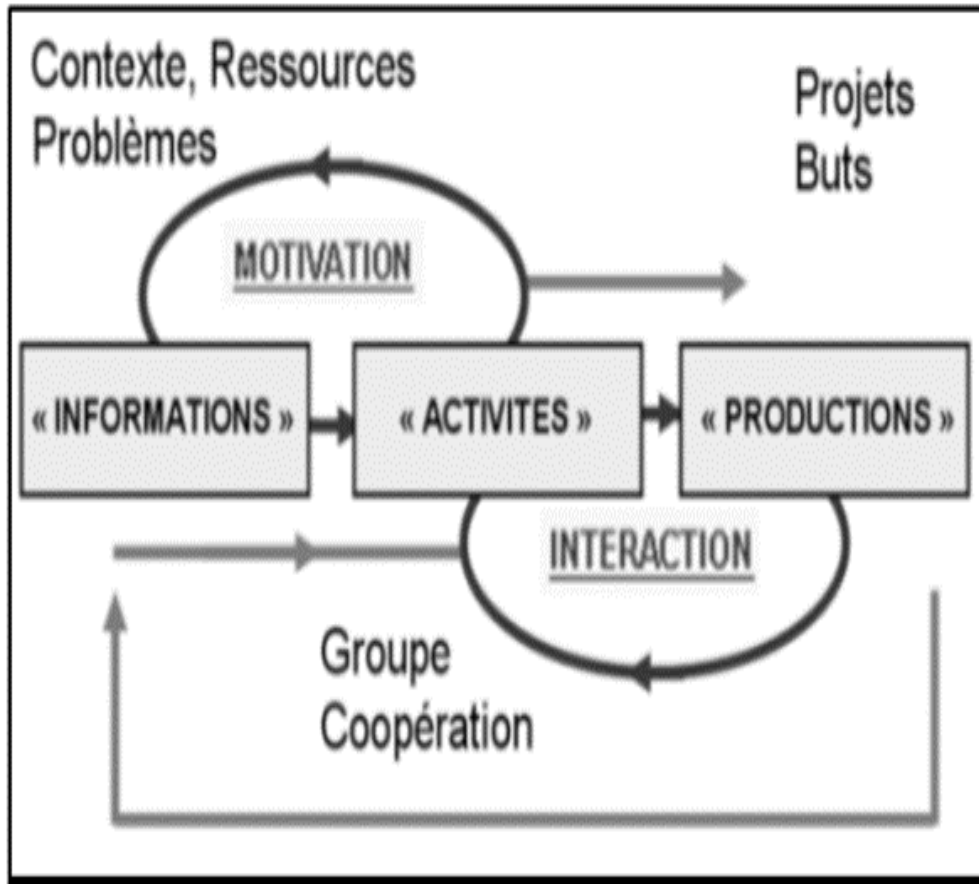 Contexte, Ressources
Problèmes
Projets
Buts
MOTIVATION
« INFORMATIONS »
« ACTIVITES »
« PRODUCTIONS »
INTERACTION
Groupe
Coopération